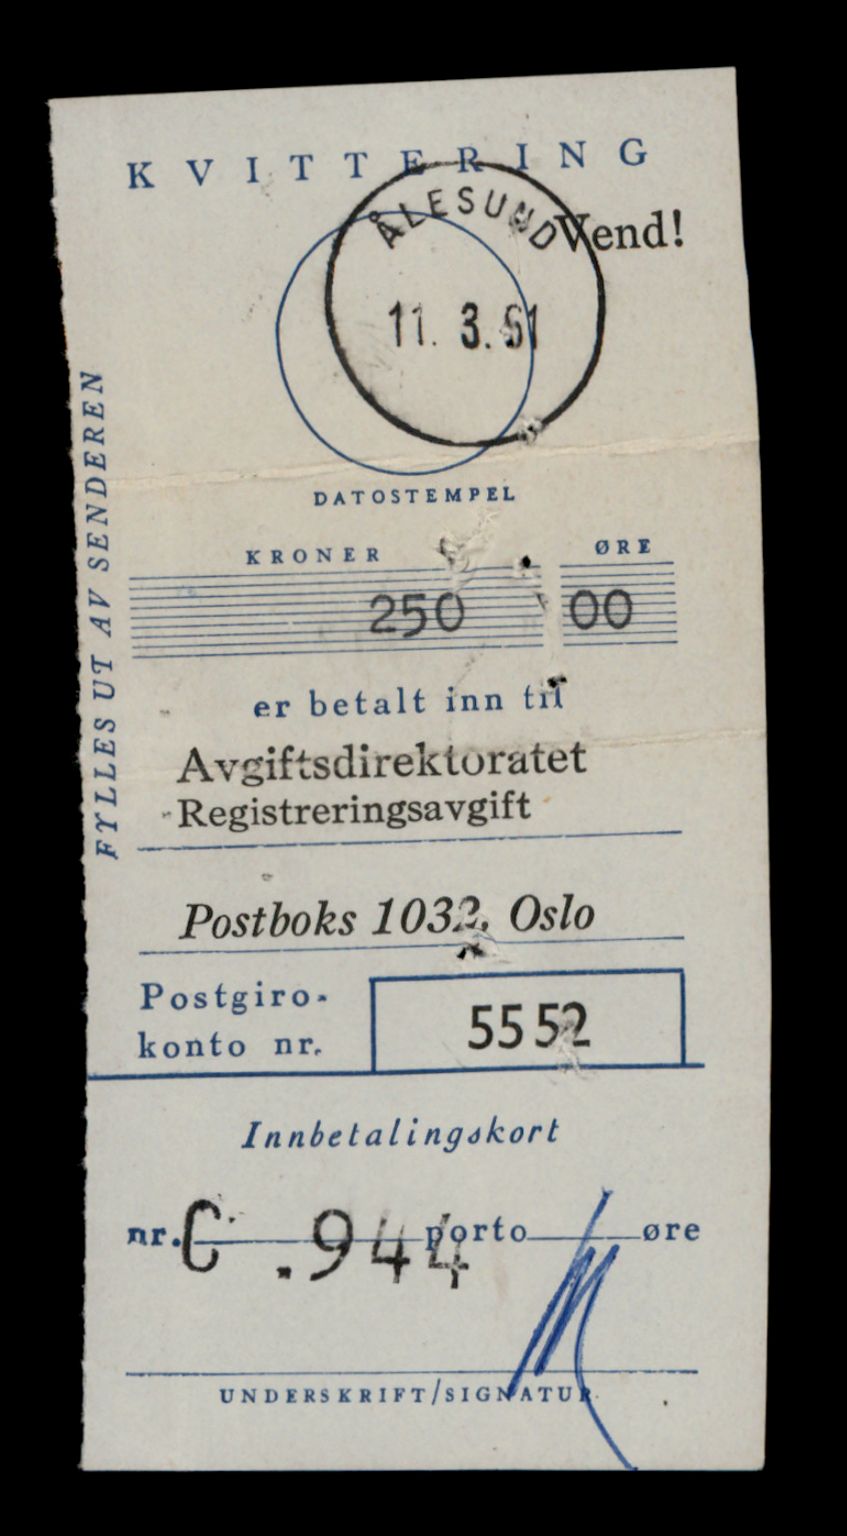 KVITTERING
Vend!
ÅLESUND
11. 3. 61
DATOSTEMPEL
FYLLES UT AV SENDEREN
KRONER ØRE
250 00
er betalt inn til
Avgiftsdirektoratet
Registreringsavgift
Postboks 1032, Oslo
Postgiro-
konto nr.
5552
Innbetalingskort
nr. C .944 porto øre
UNDERSKRIFT/SIGNATUR